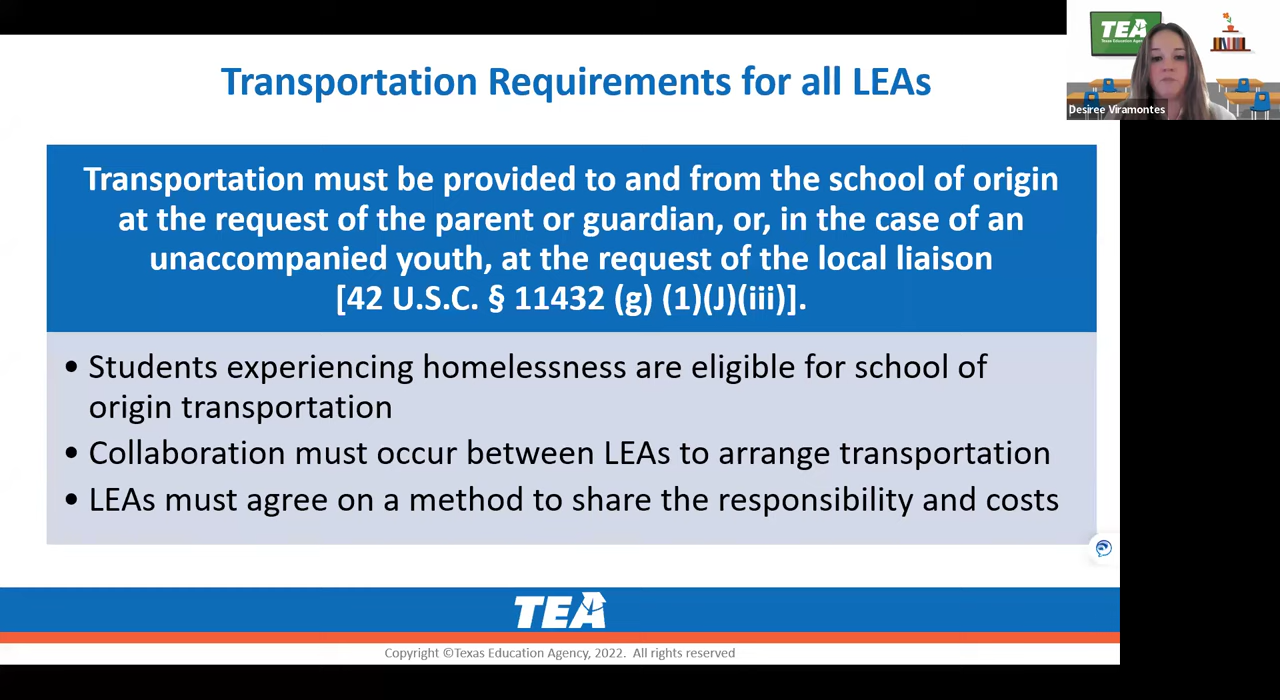 Transportation Requirements for all LEAs
TEA
Texas Education Agency
Desiree Viramontes
Transportation must be provided to and from the school of origin
at the request of the parent or guardian, or, in the case of an
unaccompanied youth, at the request of the local liaison
[42 U.S.C. § 11432 (g) (1)(J)(iii)].
• Students experiencing homelessness are eligible for school of
origin transportation
• Collaboration must occur between LEAs to arrange transportation
• LEAs must agree on a method to share the responsibility and costs
TEA
Copyright ©Texas Education Agency, 2022. All rights reserved